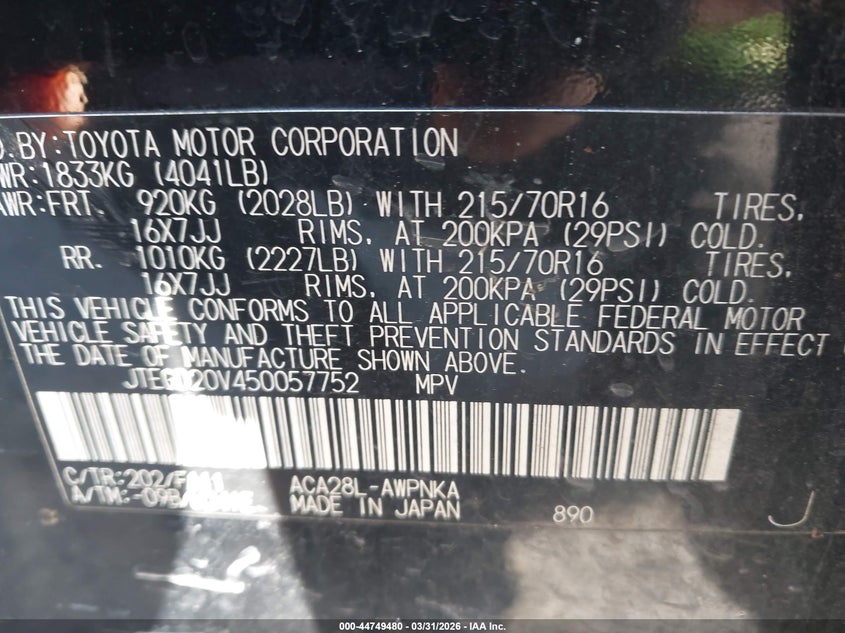 D. BY:TOYOTA MOTOR CORPORATION
WR:1833KG (4041LB)
AWR:FRT. 920KG (2028LB) WITH 215/70R16 TIRES,
16X7JJ RIMS, AT 200KPA (29PSI) COLD.
RR. 1010KG (2227LB) WITH 215/70R16 TIRES,
16X7JJ RIMS, AT 200KPA (29PSI) COLD.
THIS VEHICLE CONFORMS TO ALL APPLICABLE FEDERAL MOTOR
VEHICLE SAFETY AND THEFT PREVENTION STANDARDS IN EFFECT
THE DATE OF MANUFACTURE SHOWN ABOVE.
MPV
ACA28L-AWPNKA
MADE IN JAPAN
890
J
000-44749480 - 03/31/2026 - IAA Inc.